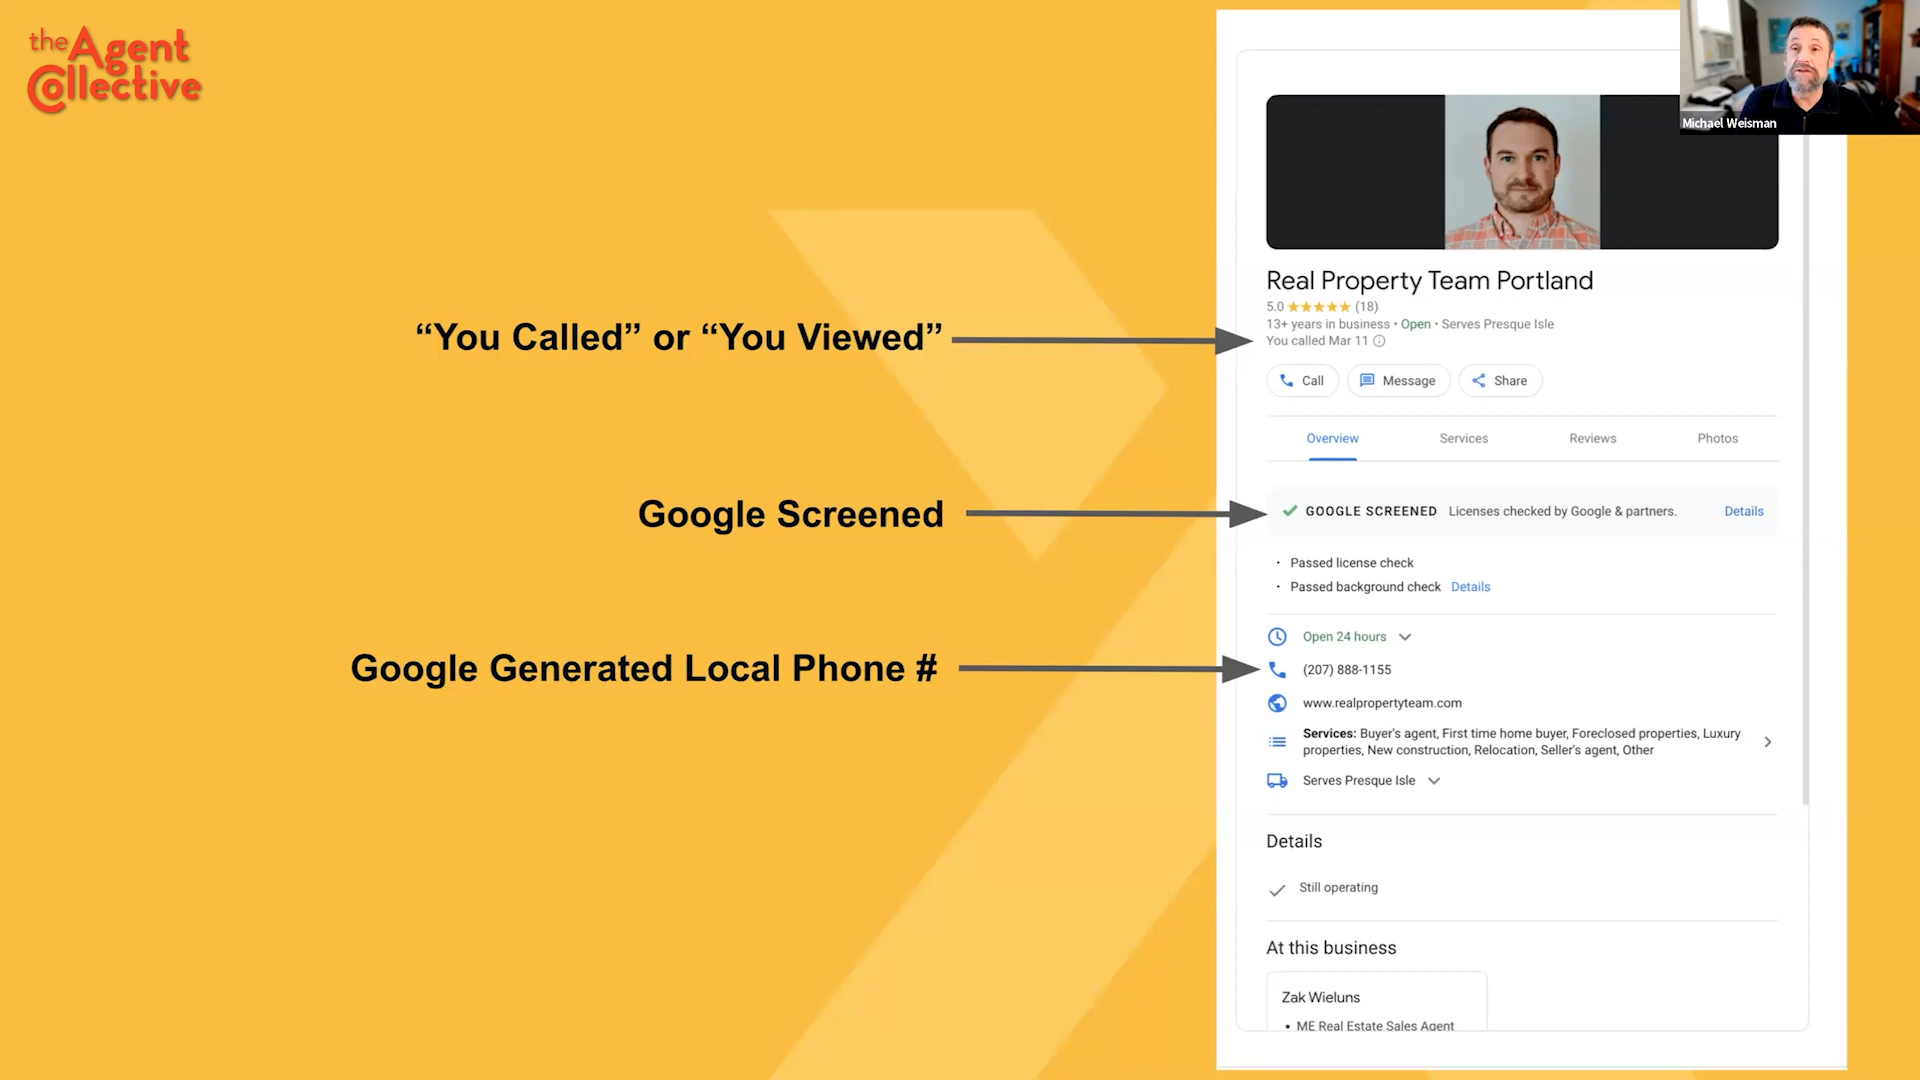 the Agent
Collective
Michael Weisman
Real Property Team Portland
5.0 ★★★★★ (18)
13+ years in business • Open • Serves Presque Isle
“You Called” or “You Viewed”
You called Mar 11
Call
Message
Share
Overview
Services
Reviews
Photos
Google Screened
GOOGLE SCREENED Licenses checked by Google & partners. Details
• Passed license check
• Passed background check Details
Open 24 hours
Google Generated Local Phone #
(207) 888-1155
www.realpropertyteam.com
Services: Buyer's agent, First time home buyer, Foreclosed properties, Luxury
properties, New construction, Relocation, Seller's agent, Other
Serves Presque Isle
Details
Still operating
At this business
Zak Wieluns
• ME Real Estate Sales Agent